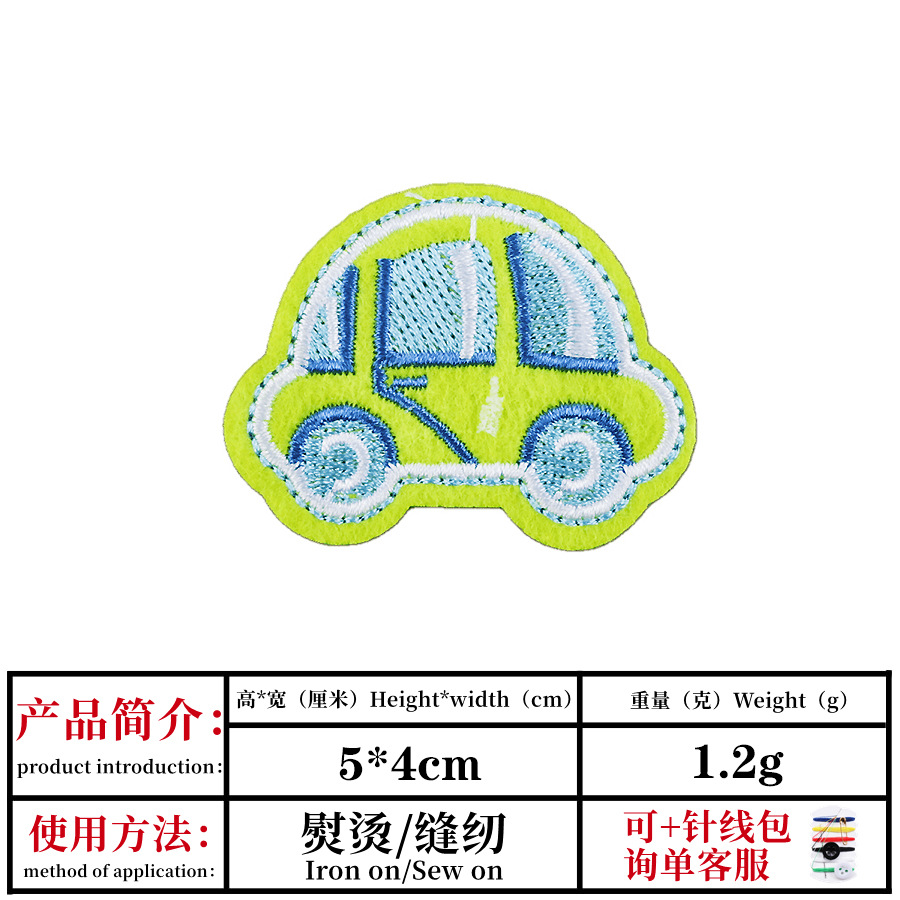 产品简介：
product introduction：
高*宽（厘米）Height*width（cm）
重量（克）Weight（g）
5*4cm
1.2g
使用方法：
method of application：
熨烫/缝纫
Iron on/Sew on
可+针线包
询单客服